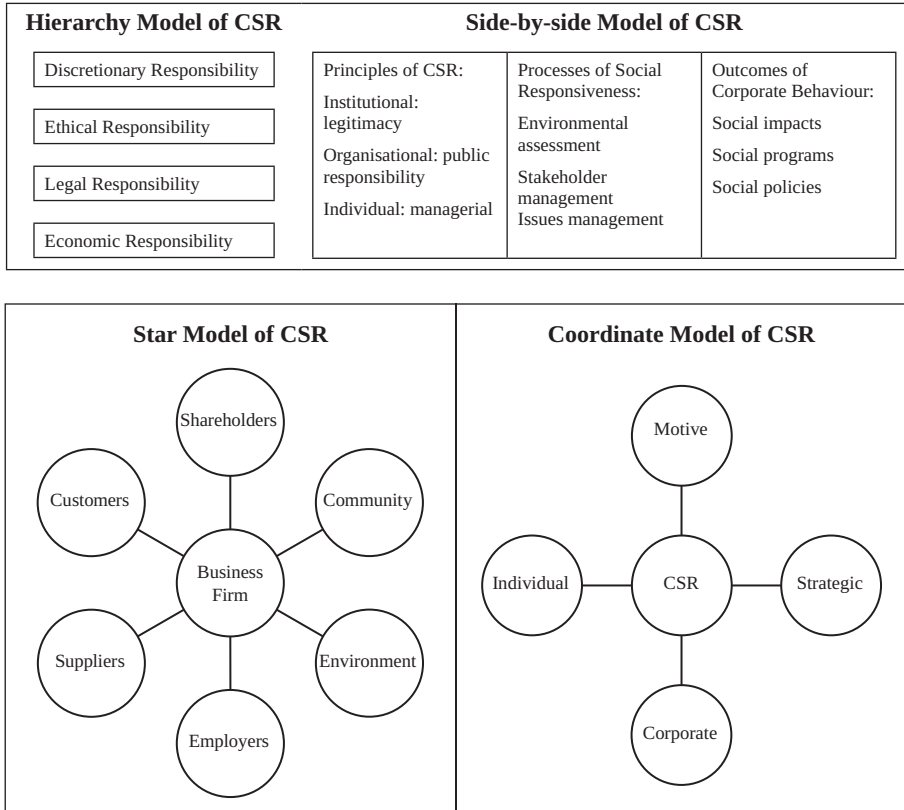 Hierarchy Model of CSR
Discretionary Responsibility
Ethical Responsibility
Legal Responsibility
Economic Responsibility
Side-by-side Model of CSR
Principles of CSR:
Institutional:
legitimacy
Organisational: public
responsibility
Individual: managerial
Processes of Social
Responsiveness:
Environmental
assessment
Stakeholder
management
Issues management
Outcomes of
Corporate Behaviour:
Social impacts
Social programs
Social policies
Star Model of CSR
Shareholders
Customers
Community
Business
Firm
Suppliers
Environment
Employers
Coordinate Model of CSR
Motive
Individual
CSR
Strategic
Corporate